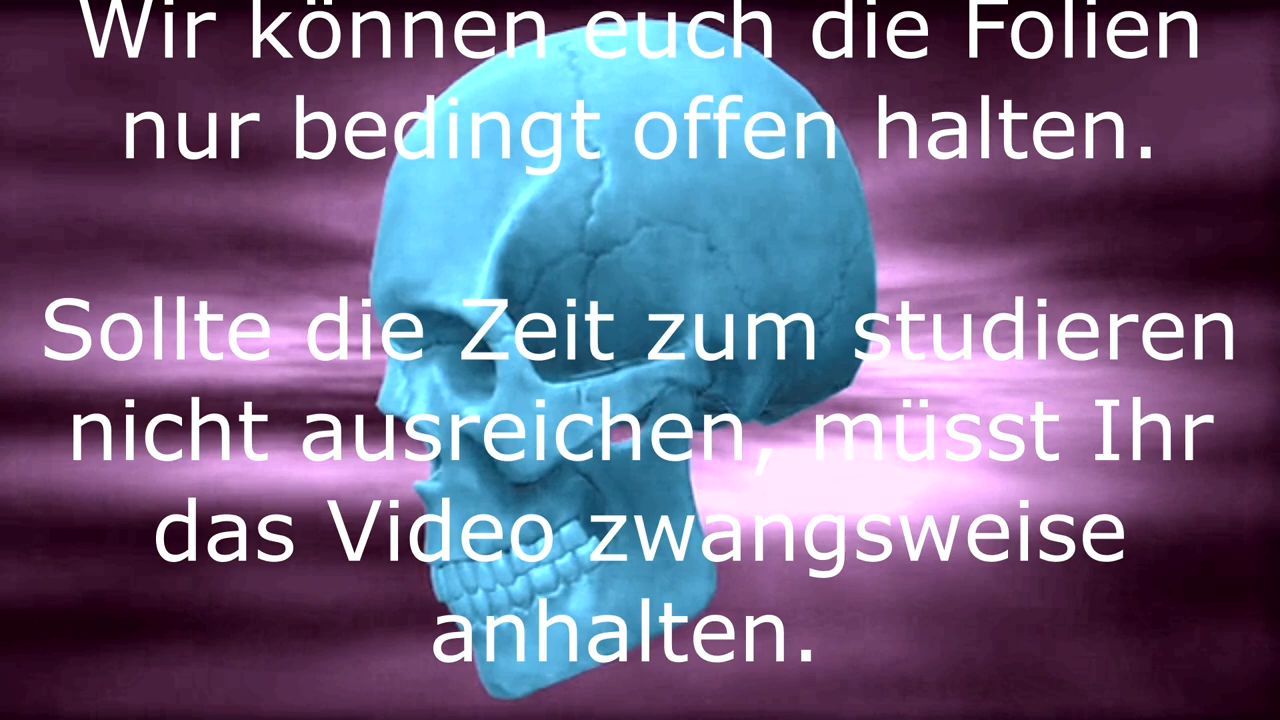 Wir können euch die Folien
nur bedingt offen halten.
Sollte die Zeit zum studieren
nicht ausreichen, müsst Ihr
das Video zwangsweise
anhalten.